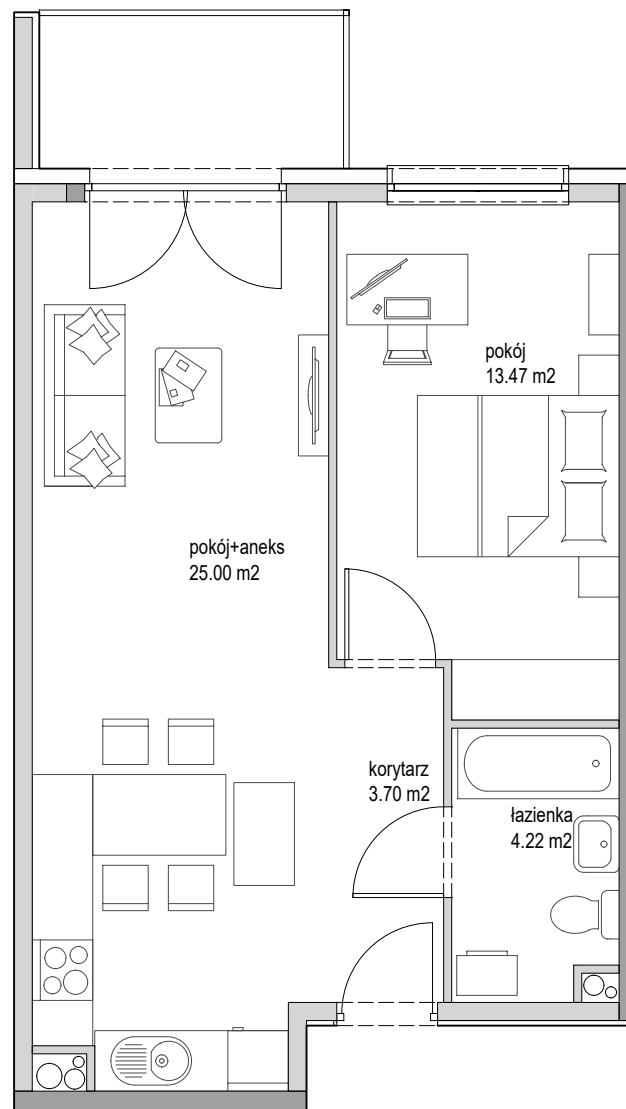 pokój
13.47 m2
pokój+aneks
25.00 m2
korytarz
3.70 m2
łazienka
4.22 m2